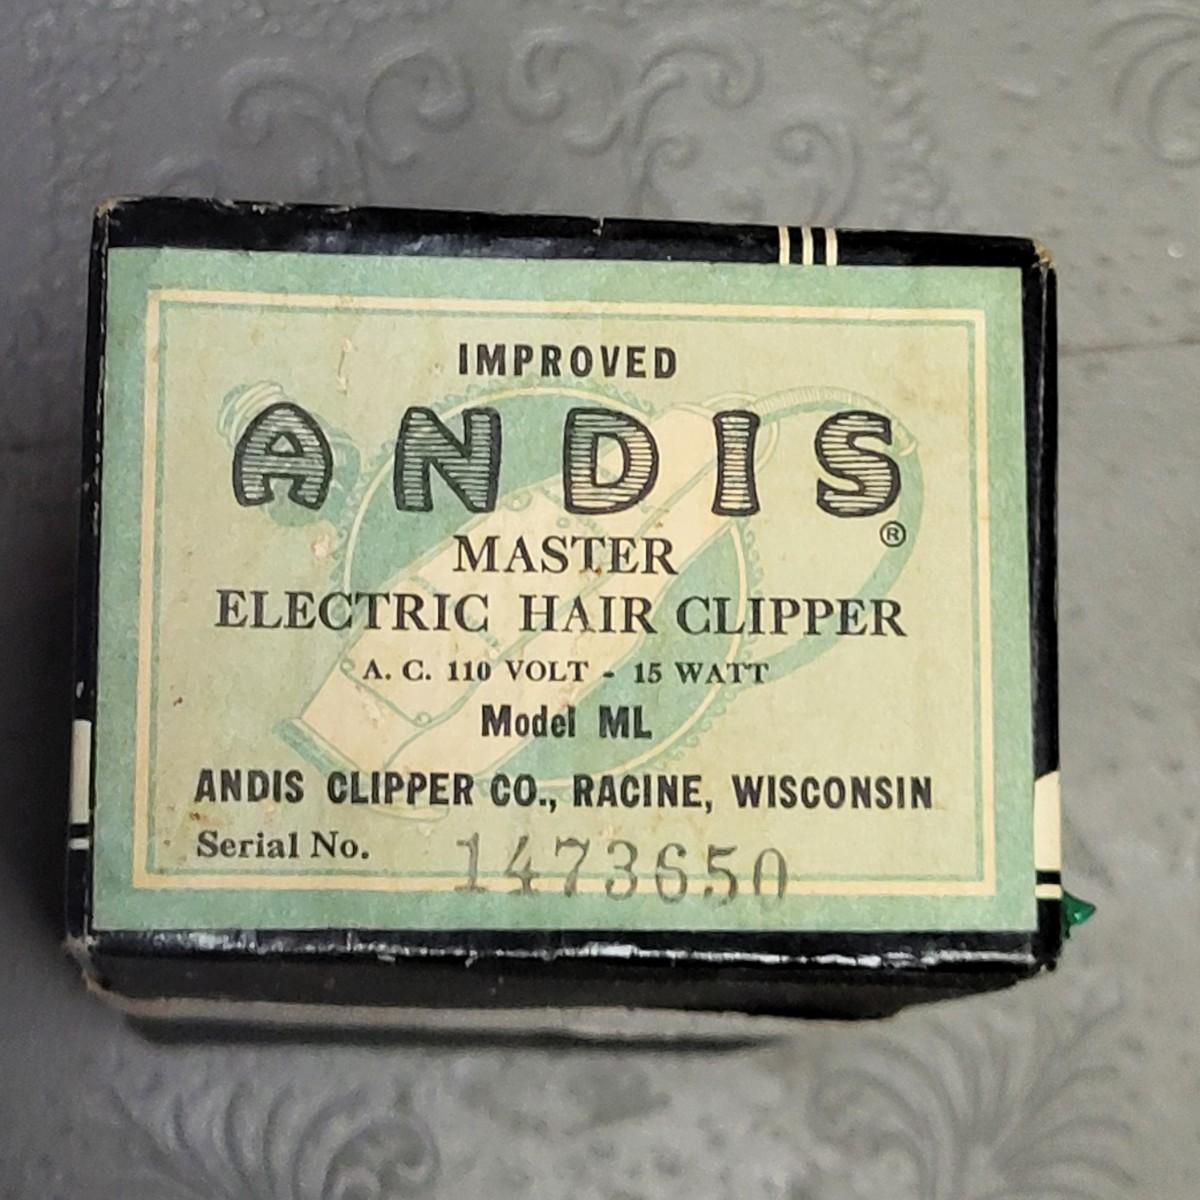 IMPROVED
ANDIS®
MASTER
ELECTRIC HAIR CLIPPER
A. C. 110 VOLT - 15 WATT
Model ML
ANDIS CLIPPER CO., RACINE, WISCONSIN
Serial No. 1473650